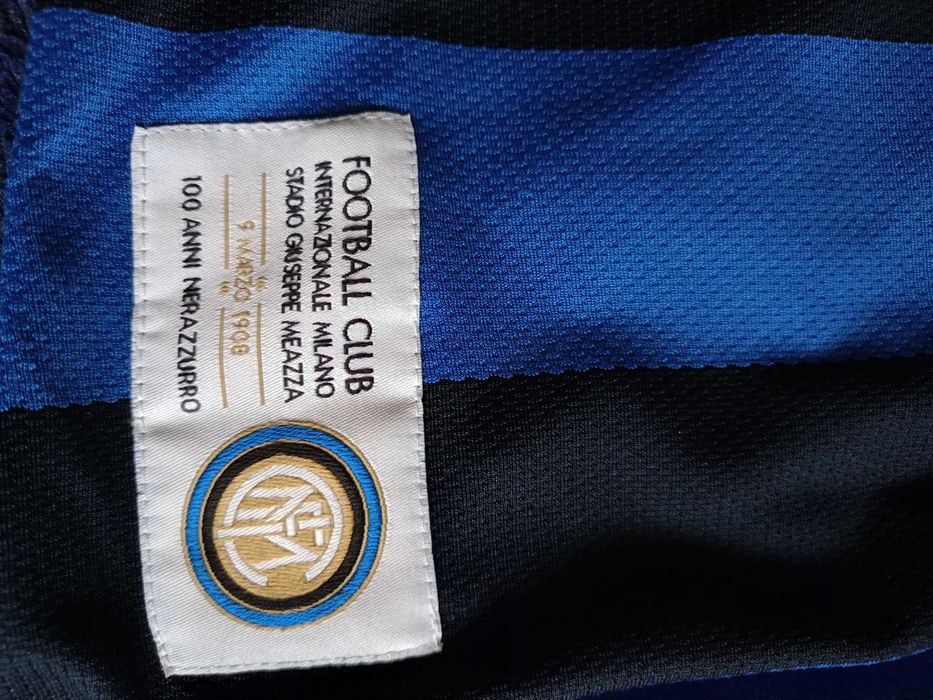 FOOTBALL CLUB
INTERNAZIONALE MILANO
STADIO GIUSEPPE MEAZZA
9 MARZO 1908
100 ANNI NERAZZURRO